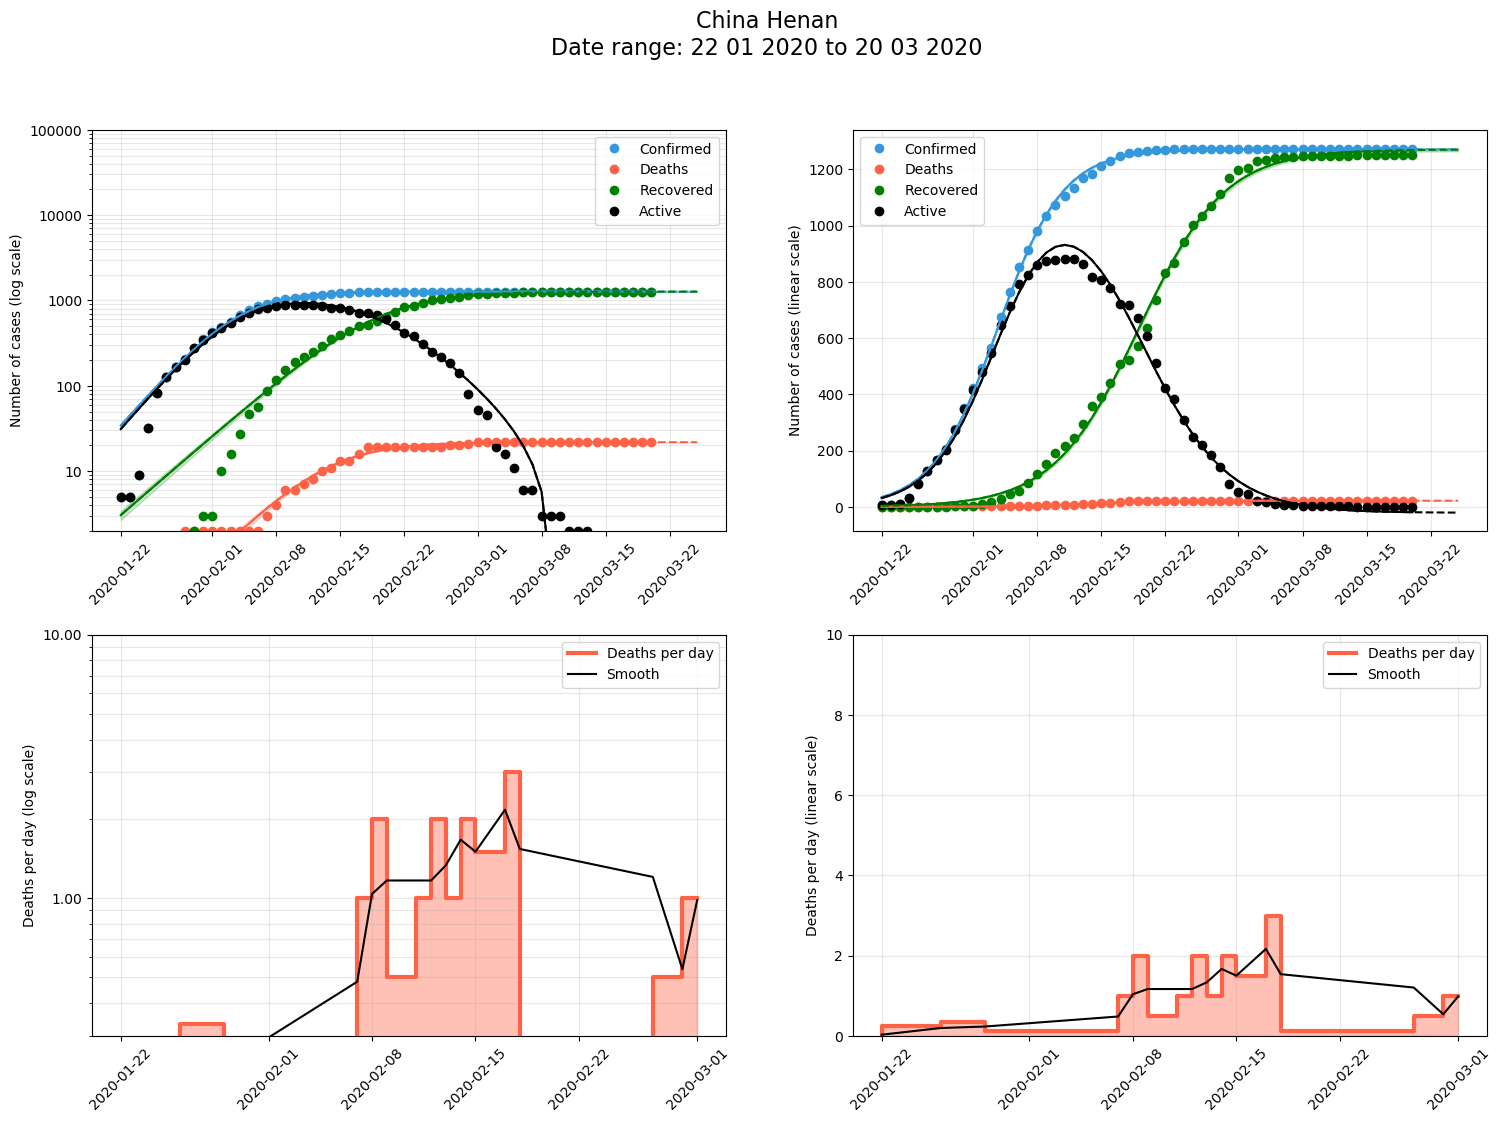 China Henan
Date range: 22 01 2020 to 20 03 2020
Number of cases (log scale)
100000
10000
1000
100
10
Confirmed
Deaths
Recovered
Active
2020-01-22
2020-02-01
2020-02-08
2020-02-15
2020-02-22
2020-03-01
2020-03-08
2020-03-15
2020-03-22
Number of cases (linear scale)
1200
1000
800
600
400
200
0
Confirmed
Deaths
Recovered
Active
2020-01-22
2020-02-01
2020-02-08
2020-02-15
2020-02-22
2020-03-01
2020-03-08
2020-03-15
2020-03-22
Deaths per day (log scale)
10.00
1.00
Deaths per day
Smooth
2020-01-22
2020-02-01
2020-02-08
2020-02-15
2020-02-22
2020-03-01
Deaths per day (linear scale)
10
8
6
4
2
0
Deaths per day
Smooth
2020-01-22
2020-02-01
2020-02-08
2020-02-15
2020-02-22
2020-03-01